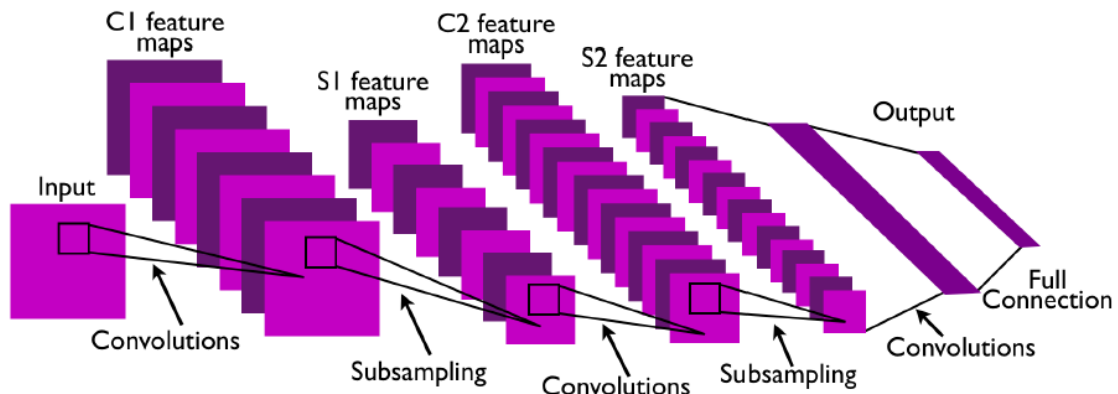 C1 feature
maps
S1 feature
maps
C2 feature
maps
S2 feature
maps
Output
Input
Convolutions
Subsampling
Convolutions
Subsampling
Convolutions
Full
Connection